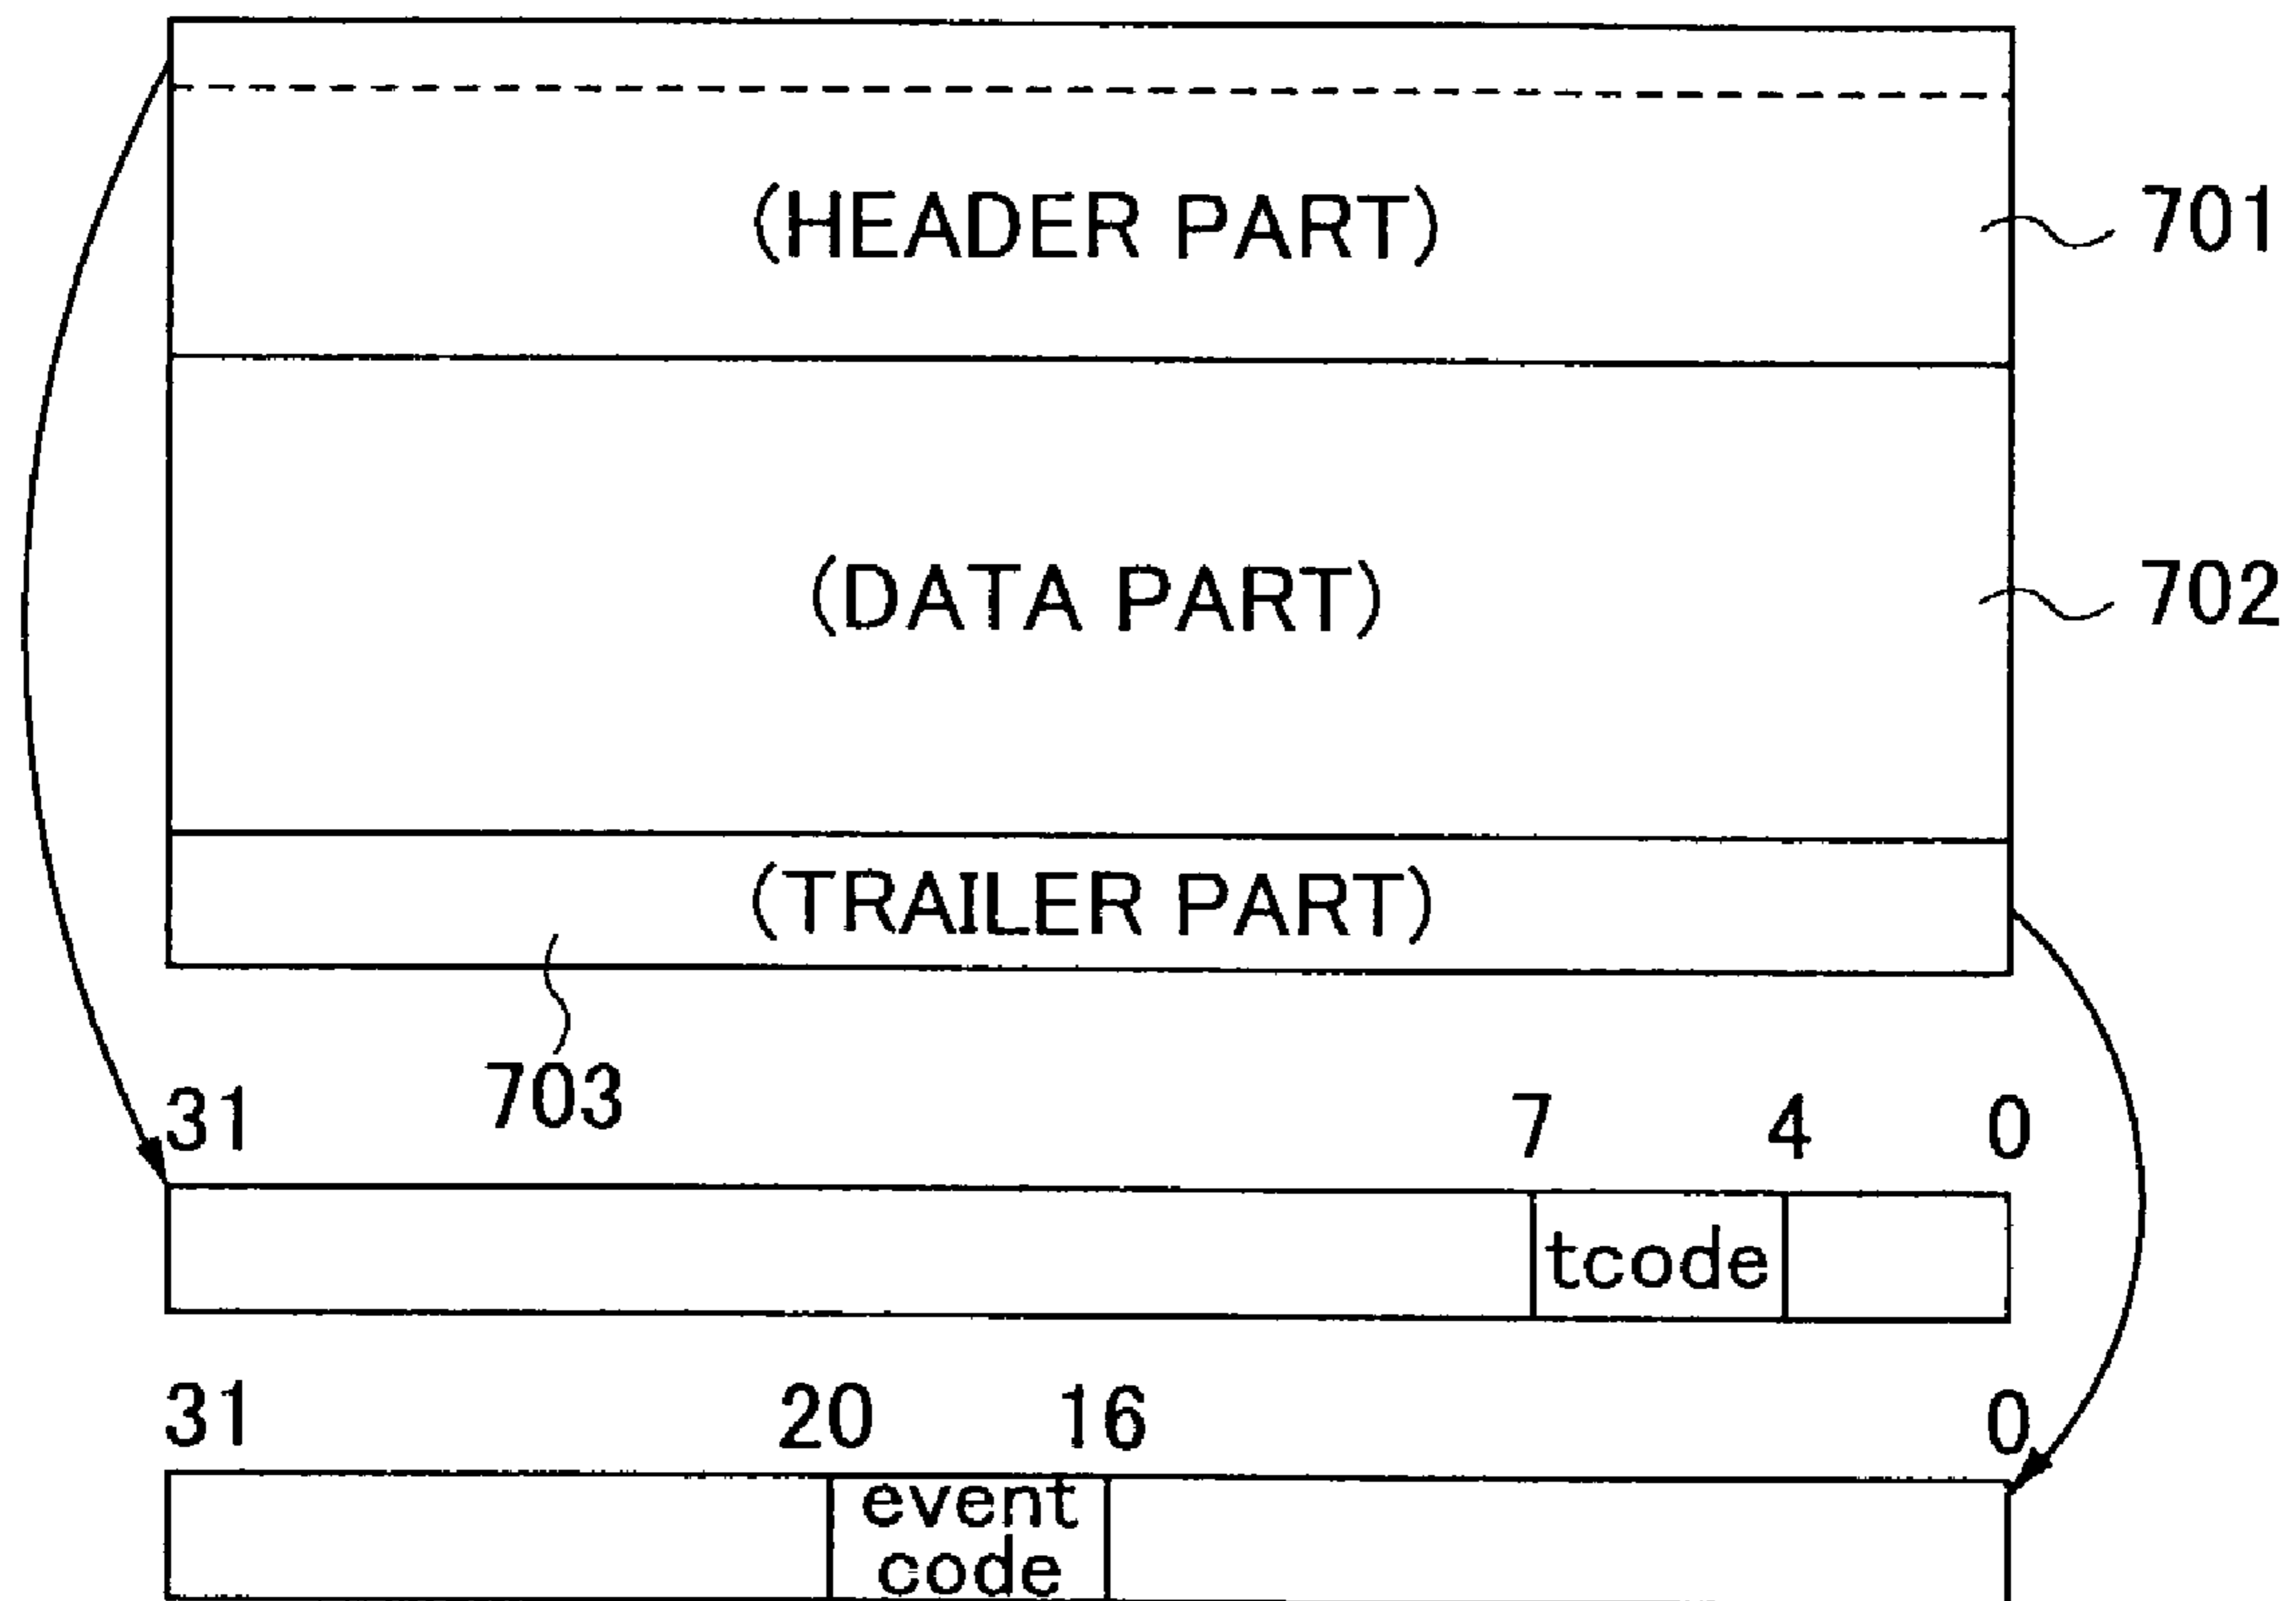 (HEADER PART)
701
(DATA PART)
702
(TRAILER PART)
703
31 7 4 0
tcode
31 20 16 0
event
code